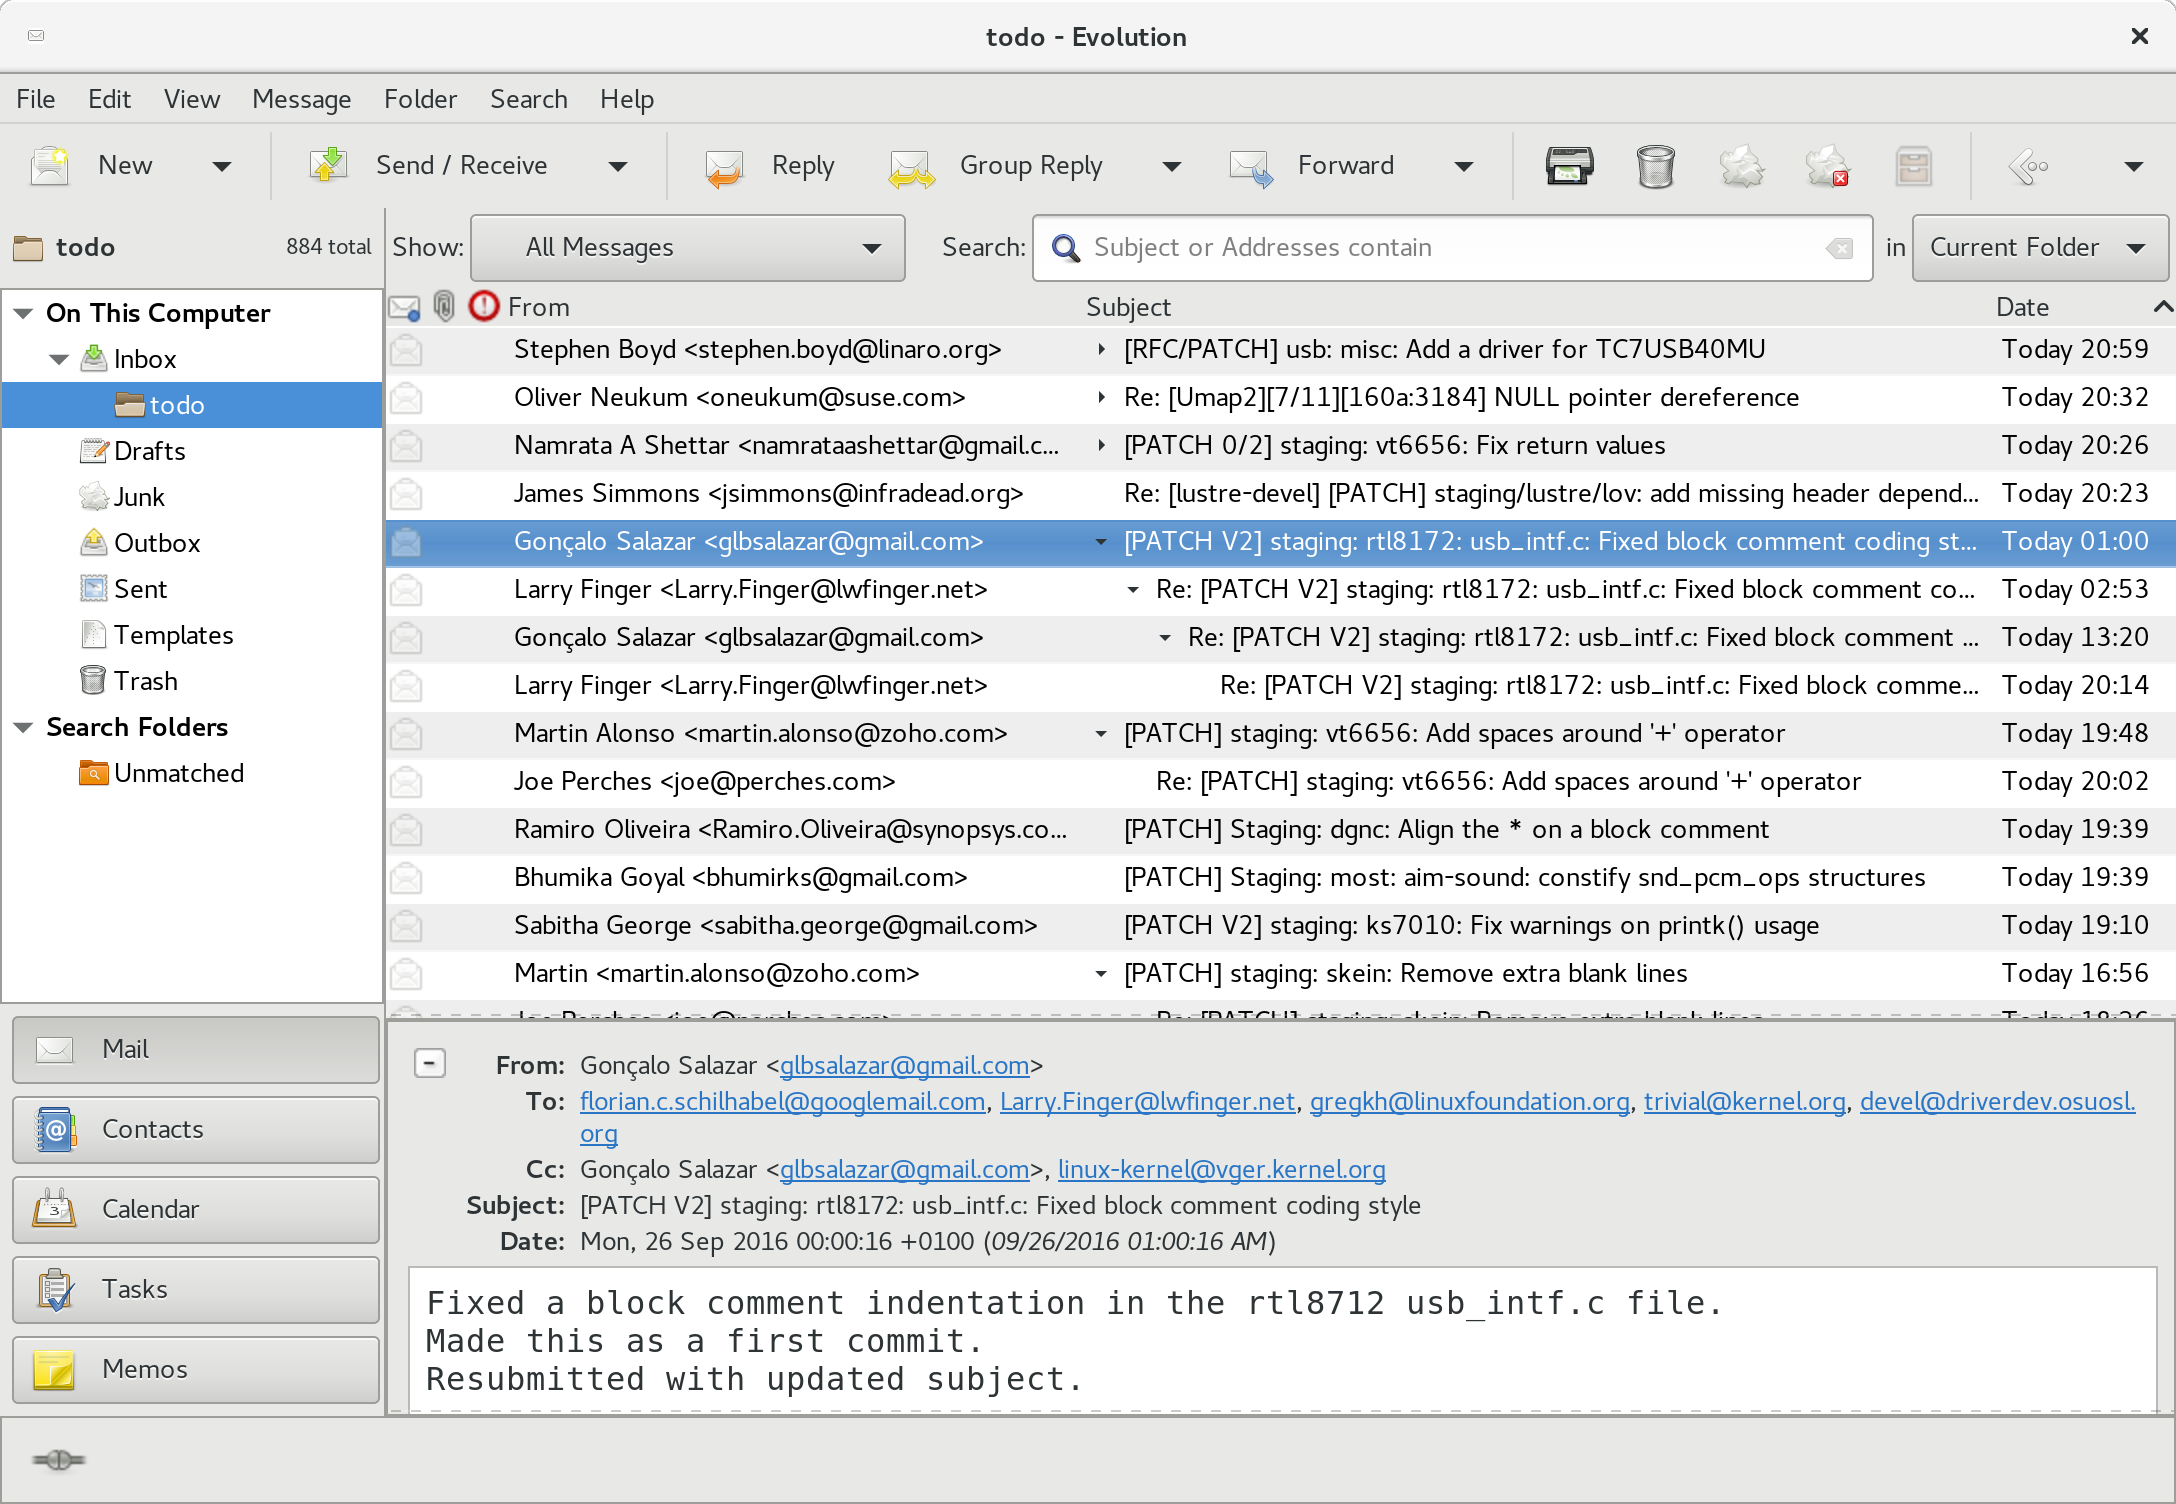 todo - Evolution
File Edit View Message Folder Search Help
New Send / Receive Reply Group Reply Forward
todo 884 total Show: All Messages Search: Subject or Addresses contain in Current Folder
On This Computer
Inbox
todo
Drafts
Junk
Outbox
Sent
Templates
Trash
Search Folders
Unmatched
Mail
Contacts
Calendar
Tasks
Memos
From Subject Date
Stephen Boyd <stephen.boyd@linaro.org> [RFC/PATCH] usb: misc: Add a driver for TC7USB40MU Today 20:59
Oliver Neukum <oneukum@suse.com> Re: [Umap2][7/11][160a:3184] NULL pointer dereference Today 20:32
Namrata A Shettar <namrataashettar@gmail.c... [PATCH 0/2] staging: vt6656: Fix return values Today 20:26
James Simmons <jsimmons@infradead.org> Re: [lustre-devel] [PATCH] staging/lustre/lov: add missing header depend... Today 20:23
Gonçalo Salazar <glbsalazar@gmail.com> [PATCH V2] staging: rtl8172: usb_intf.c: Fixed block comment coding st... Today 01:00
Larry Finger <Larry.Finger@lwfinger.net> Re: [PATCH V2] staging: rtl8172: usb_intf.c: Fixed block comment co... Today 02:53
Gonçalo Salazar <glbsalazar@gmail.com> Re: [PATCH V2] staging: rtl8172: usb_intf.c: Fixed block comment ... Today 13:20
Larry Finger <Larry.Finger@lwfinger.net> Re: [PATCH V2] staging: rtl8172: usb_intf.c: Fixed block comme... Today 20:14
Martin Alonso <martin.alonso@zoho.com> [PATCH] staging: vt6656: Add spaces around '+' operator Today 19:48
Joe Perches <joe@perches.com> Re: [PATCH] staging: vt6656: Add spaces around '+' operator Today 20:02
Ramiro Oliveira <Ramiro.Oliveira@synopsys.co... [PATCH] Staging: dgnc: Align the * on a block comment Today 19:39
Bhumika Goyal <bhumirks@gmail.com> [PATCH] Staging: most: aim-sound: constify snd_pcm_ops structures Today 19:39
Sabitha George <sabitha.george@gmail.com> [PATCH V2] staging: ks7010: Fix warnings on printk() usage Today 19:10
Martin <martin.alonso@zoho.com> [PATCH] staging: skein: Remove extra blank lines Today 16:56
From: Gonçalo Salazar <glbsalazar@gmail.com>
To: florian.c.schilhabel@googlemail.com, Larry.Finger@lwfinger.net, gregkh@linuxfoundation.org, trivial@kernel.org, devel@driverdev.osuosl.
org
Cc: Gonçalo Salazar <glbsalazar@gmail.com>, linux-kernel@vger.kernel.org
Subject: [PATCH V2] staging: rtl8172: usb_intf.c: Fixed block comment coding style
Date: Mon, 26 Sep 2016 00:00:16 +0100 (09/26/2016 01:00:16 AM)
Fixed a block comment indentation in the rtl8712 usb_intf.c file.
Made this as a first commit.
Resubmitted with updated subject.